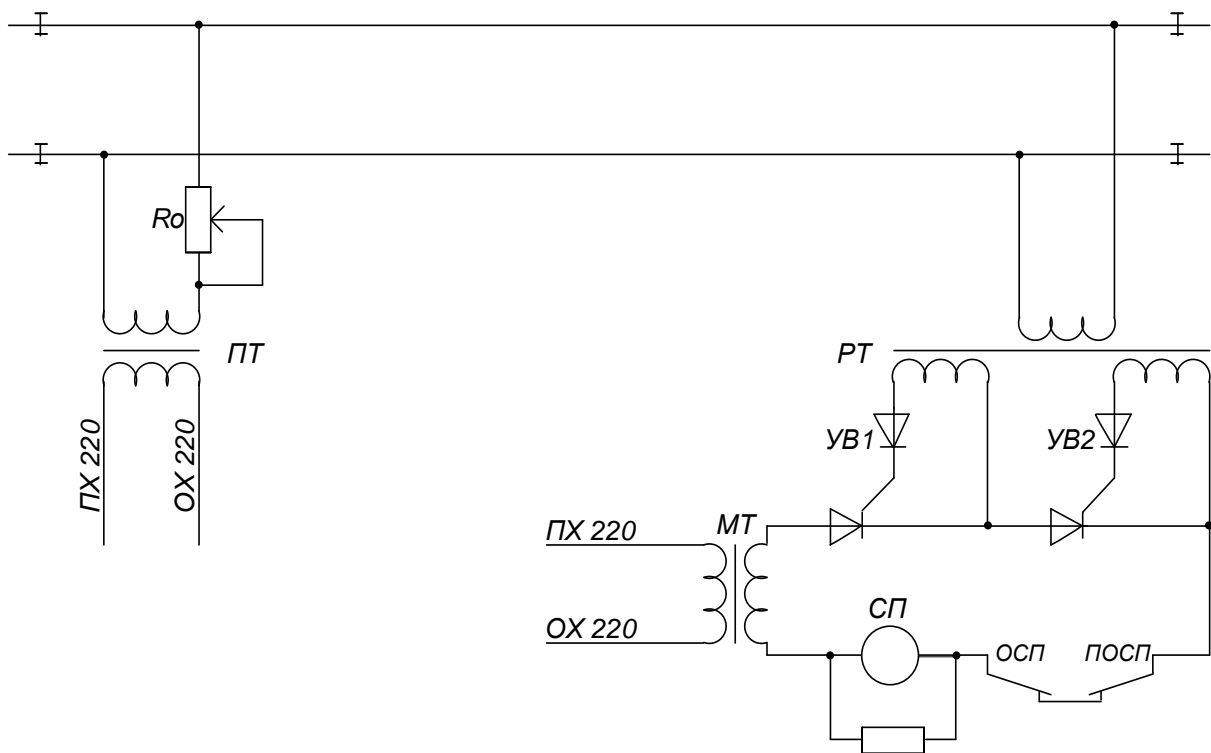 Ro
ПТ
РТ
УВ1
УВ2
ПХ 220
ОХ 220
ПХ 220
МТ
ОХ 220
СП
ОСП
ПОСП